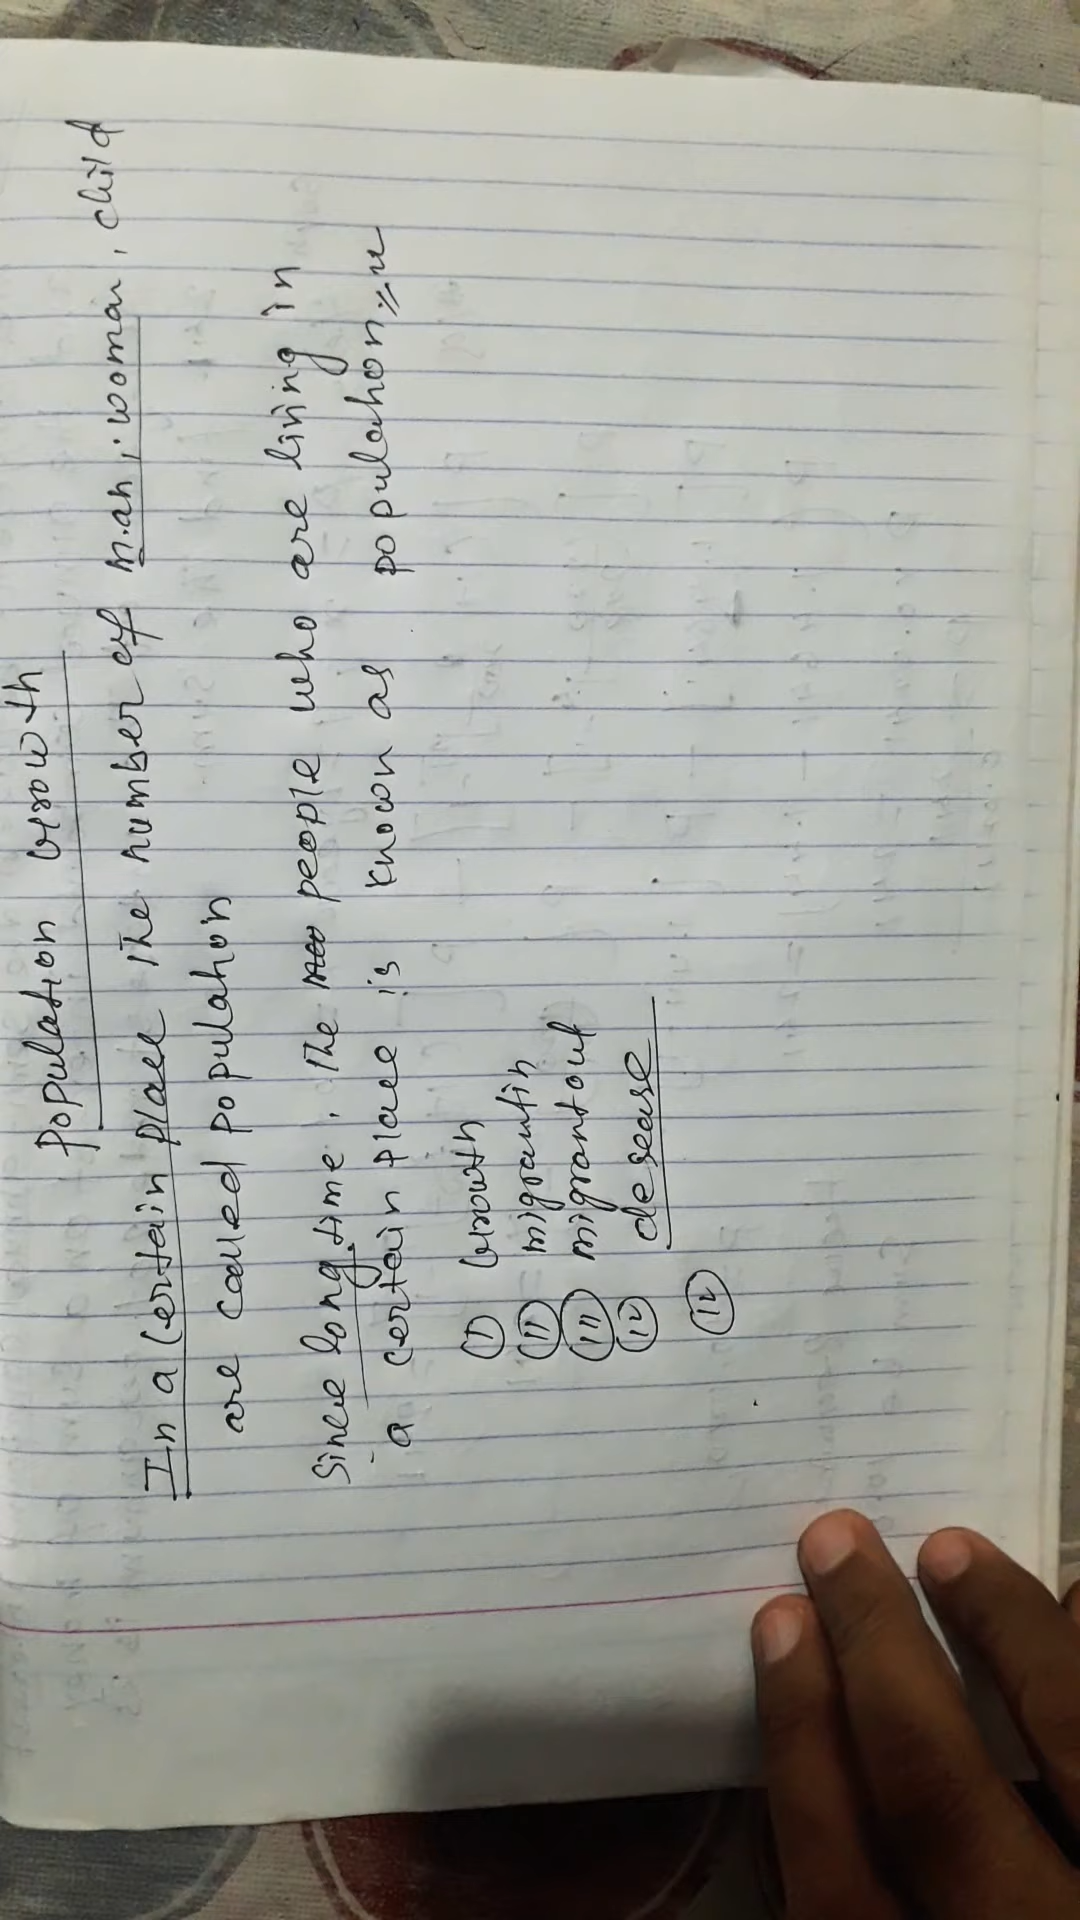 Population Growth
In a Certain place The number of man, woman, child
are called population
Since long time. The people who are living in
a certain place is known as population
(I) Growth
(II) migrantin
(III) migrantout
(IV) desease
(IV)